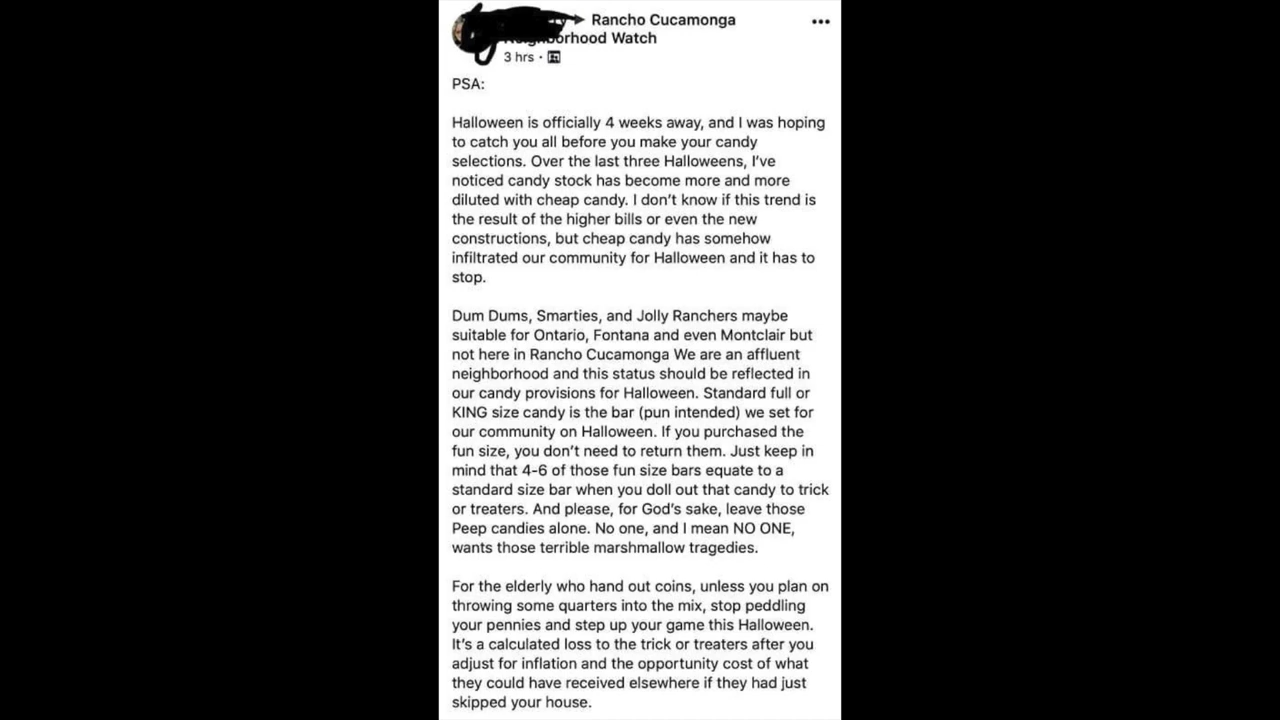 Rancho Cucamonga
Watch
3 hrs ·
PSA:
Halloween is officially 4 weeks away, and I was hoping
to catch you all before you make your candy
selections. Over the last three Halloweens, I've
noticed candy stock has become more and more
diluted with cheap candy. I don't know if this trend is
the result of the higher bills or even the new
constructions, but cheap candy has somehow
infiltrated our community for Halloween and it has to
stop.
Dum Dums, Smarties, and Jolly Ranchers maybe
suitable for Ontario, Fontana and even Montclair but
not here in Rancho Cucamonga We are an affluent
neighborhood and this status should be reflected in
our candy provisions for Halloween. Standard full or
KING size candy is the bar (pun intended) we set for
our community on Halloween. If you purchased the
fun size, you don't need to return them. Just keep in
mind that 4-6 of those fun size bars equate to a
standard size bar when you doll out that candy to trick
or treaters. And please, for God's sake, leave those
Peep candies alone. No one, and I mean NO ONE,
wants those terrible marshmallow tragedies.
For the elderly who hand out coins, unless you plan on
throwing some quarters into the mix, stop peddling
your pennies and step up your game this Halloween.
It's a calculated loss to the trick or treaters after you
adjust for inflation and the opportunity cost of what
they could have received elsewhere if they had just
skipped your house.